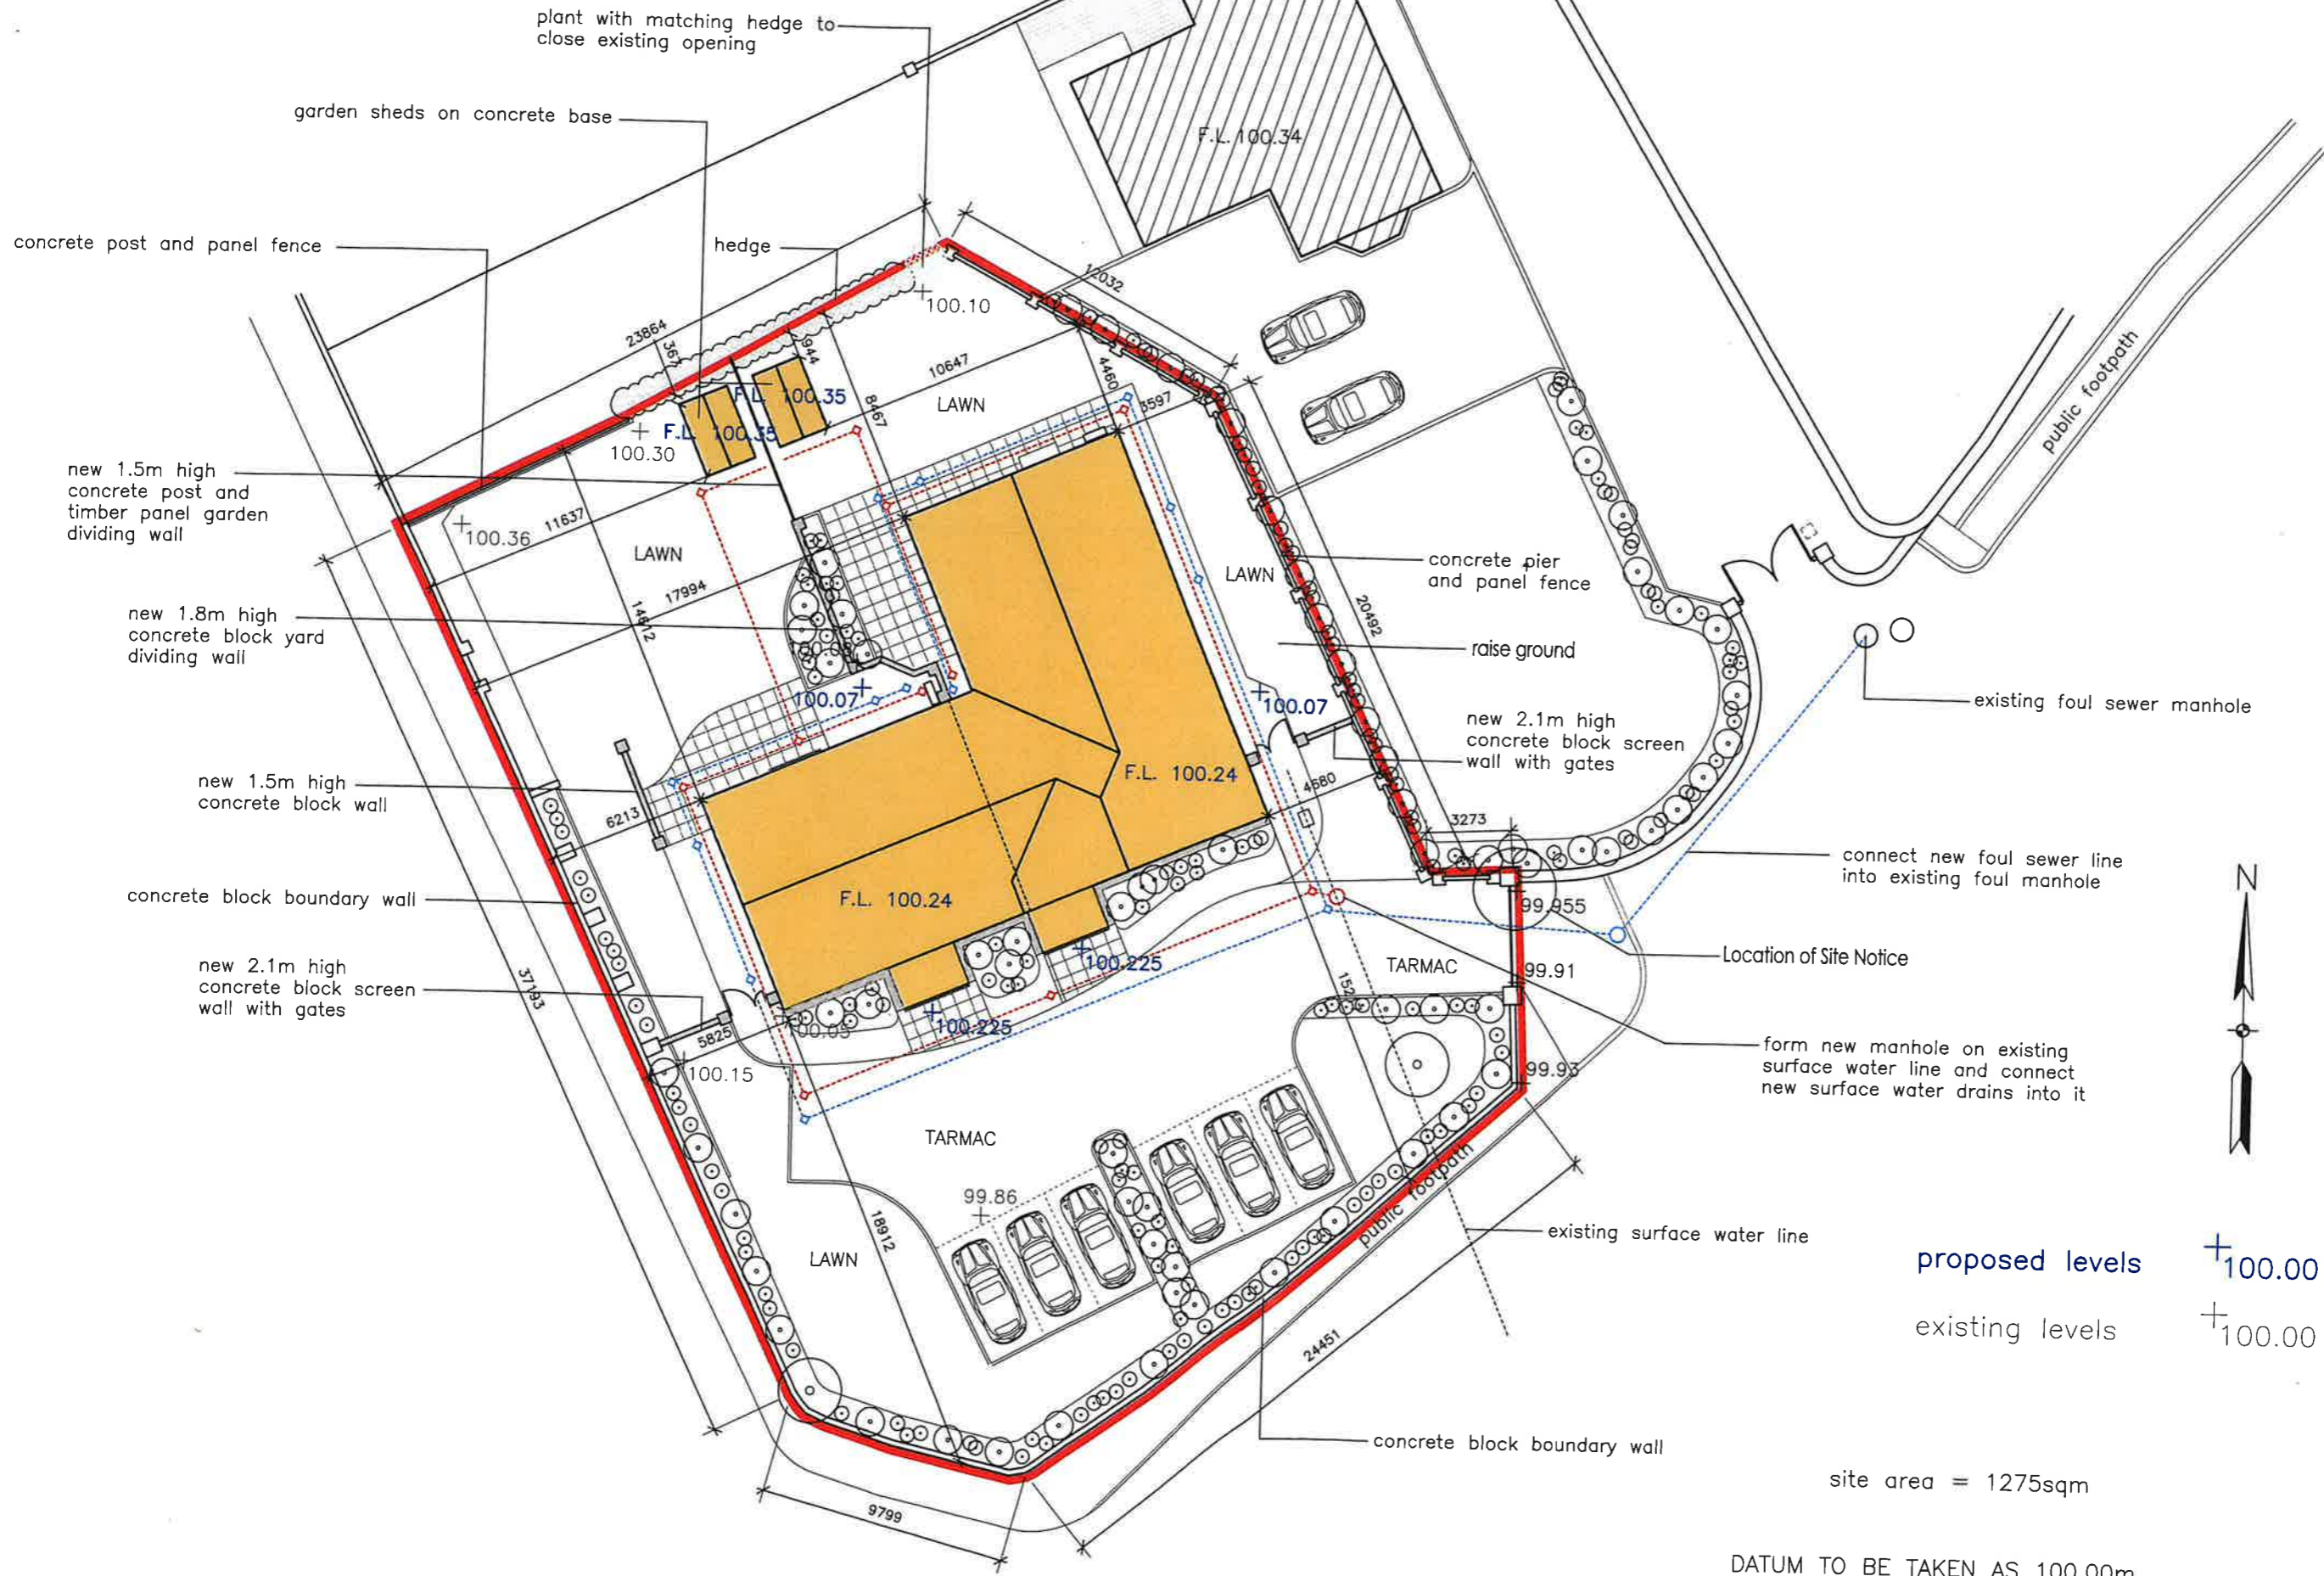 plant with matching hedge to
close existing opening
garden sheds on concrete base
F.L. 100.34
concrete post and panel fence
hedge
12032
100.10
public footpath
23864
367
944
10647
4460
LAWN
8467
3597
F.L. 100.35
F.L. 100.35
100.30
new 1.5m high
concrete post and
timber panel garden
dividing wall
100.36
11637
LAWN
LAWN
concrete pier
and panel fence
17994
14612
20492
new 1.8m high
concrete block yard
dividing wall
raise ground
100.07
100.07
existing foul sewer manhole
new 2.1m high
concrete block screen
wall with gates
new 1.5m high
concrete block wall
F.L. 100.24
4680
6213
3273
connect new foul sewer line
into existing foul manhole
N
concrete block boundary wall
F.L. 100.24
99.955
Location of Site Notice
100.225
TARMAC
99.91
new 2.1m high
concrete block screen
wall with gates
37193
100.225
5825
form new manhole on existing
surface water line and connect
new surface water drains into it
100.15
99.93
TARMAC
99.86
public footpath
18912
LAWN
existing surface water line
proposed levels 100.00
existing levels 100.00
24451
concrete block boundary wall
site area = 1275sqm
9799
DATUM TO BE TAKEN AS 100.00m